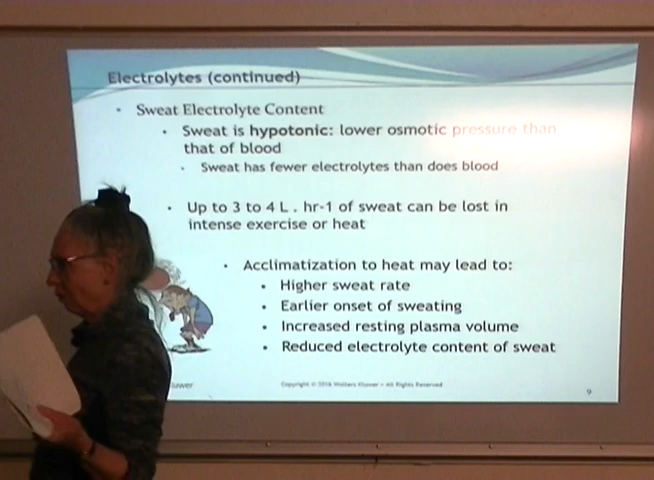 Electrolytes (continued)
Sweat Electrolyte Content
Sweat is hypotonic: lower osmotic pressure than
that of blood
Sweat has fewer electrolytes than does blood
Up to 3 to 4 L . hr-1 of sweat can be lost in
intense exercise or heat
Acclimatization to heat may lead to:
Higher sweat rate
Earlier onset of sweating
Increased resting plasma volume
Reduced electrolyte content of sweat
Copyright © 2016 Wolters Kluwer • All Rights Reserved
9